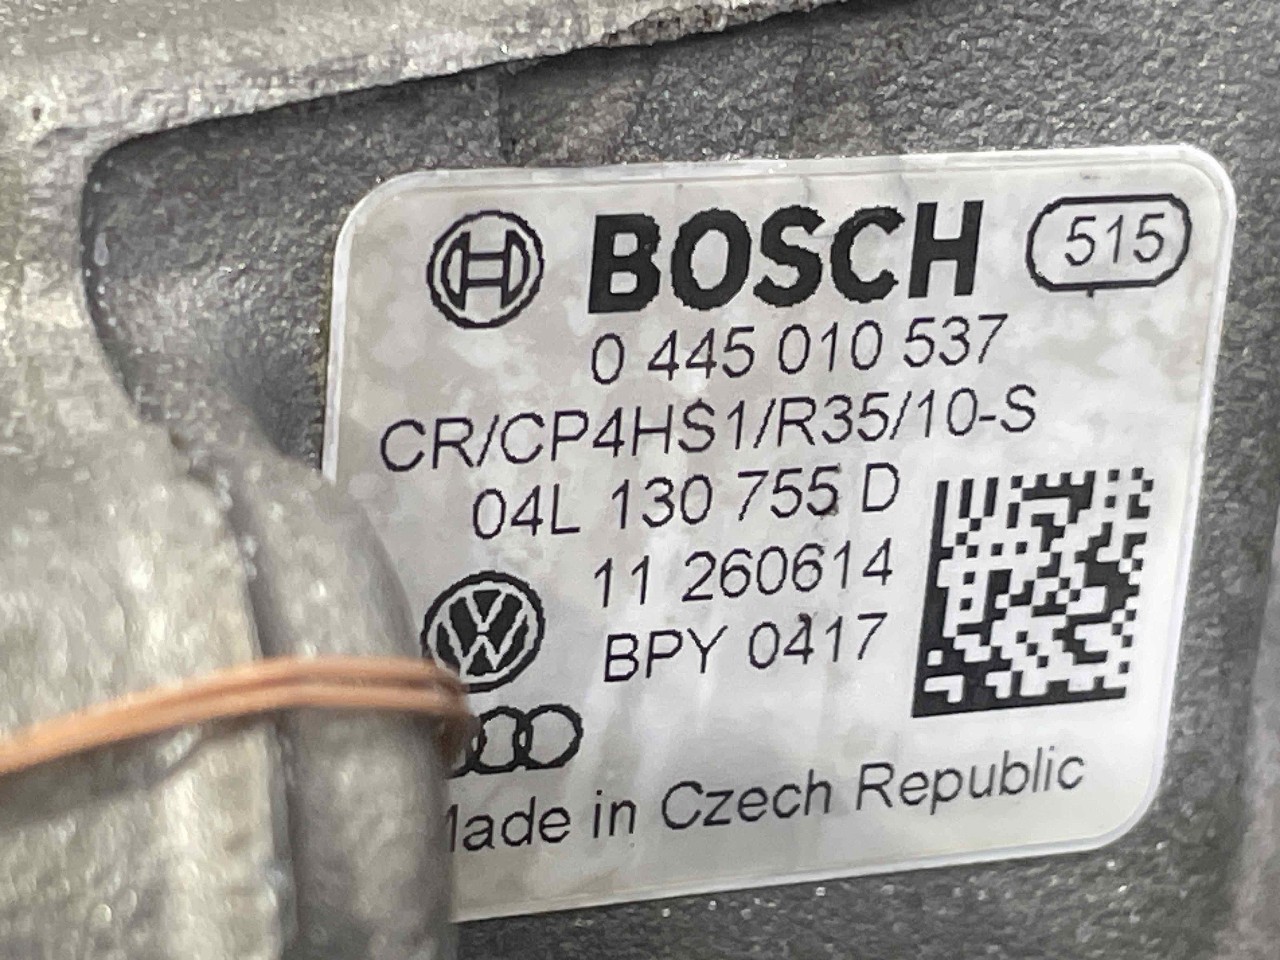 BOSCH 515
0 445 010 537
CR/CP4HS1/R35/10-S
04L 130 755 D
11 260614
BPY 0417
in Czech Republic